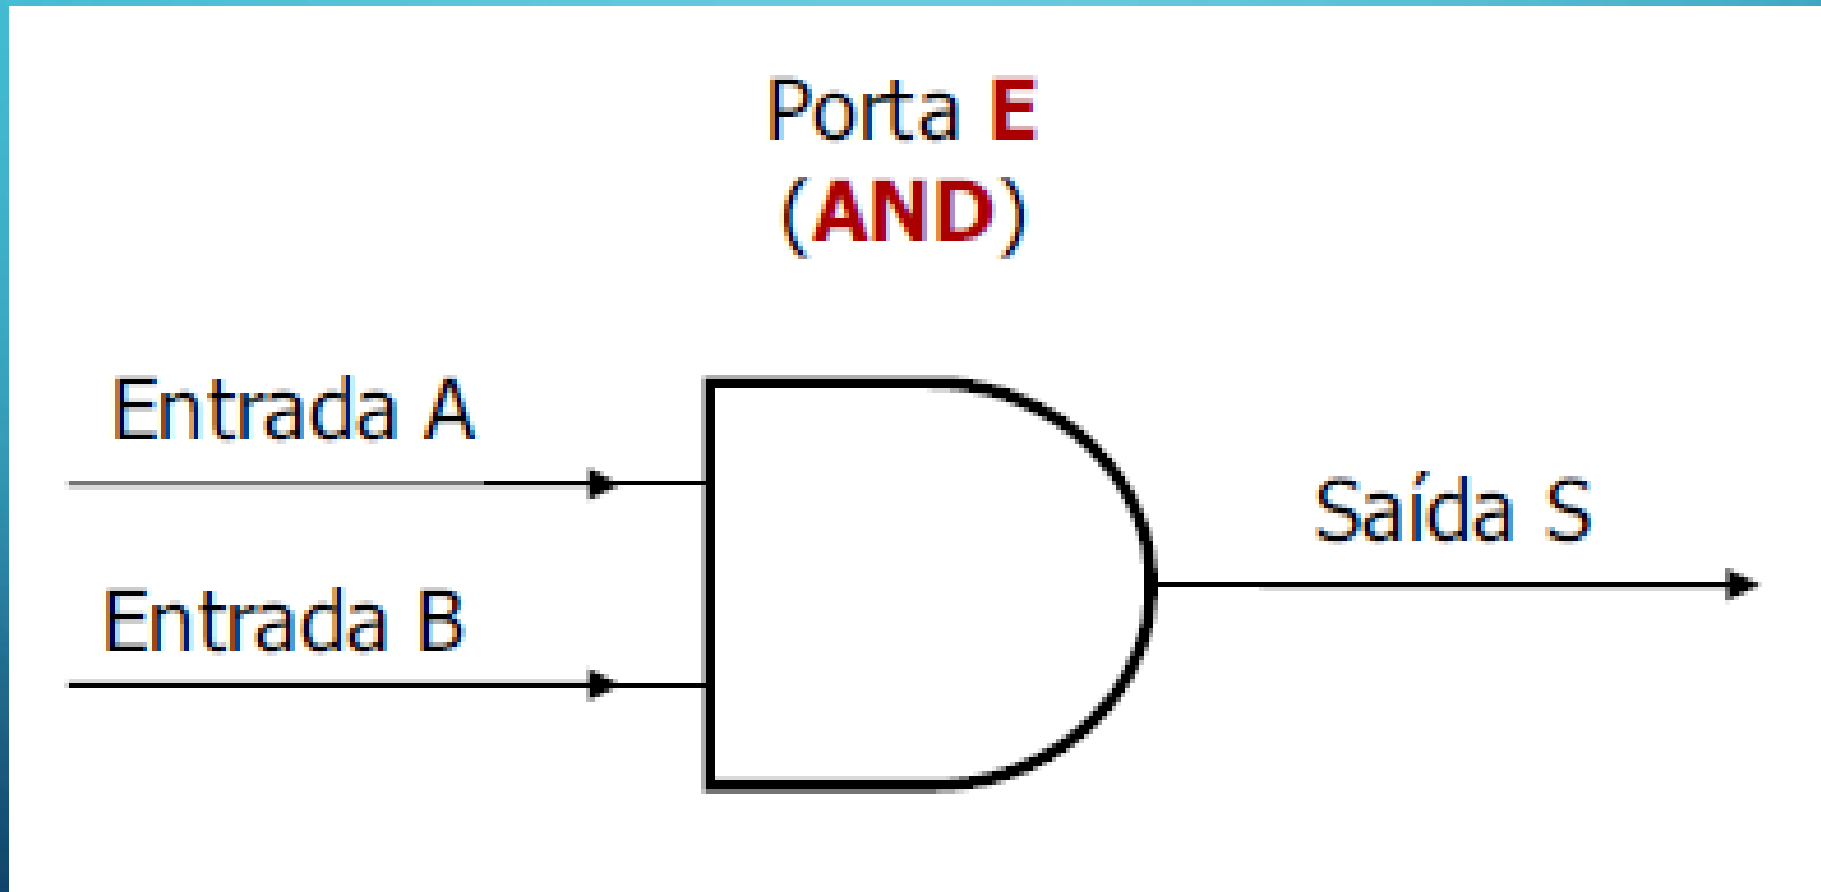 Porta E
(AND)
Entrada A
Entrada B
Saída S